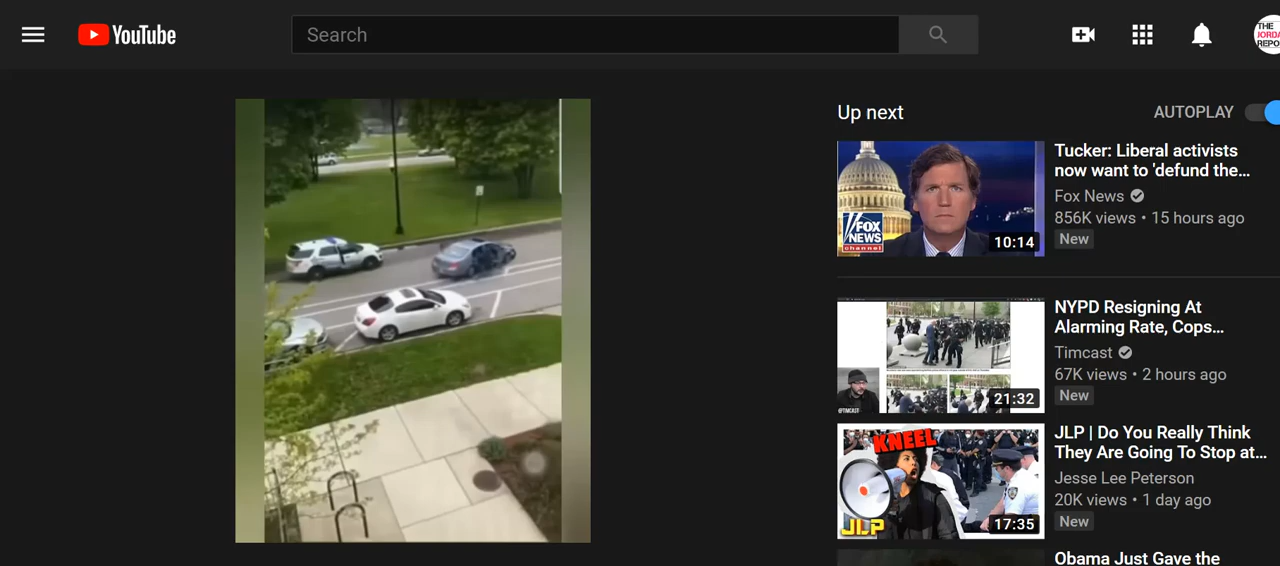 YouTube
Search
THE
JORDA
REPO
Up next
AUTOPLAY
Tucker: Liberal activists
now want to 'defund the...
Fox News
856K views • 15 hours ago
New
FOX
NEWS
channel
10:14
NYPD Resigning At
Alarming Rate, Cops...
Timcast
67K views • 2 hours ago
New
@TIMCAST
21:32
JLP | Do You Really Think
They Are Going To Stop at...
Jesse Lee Peterson
20K views • 1 day ago
New
KNEEL
JLP
17:35
Obama Just Gave the